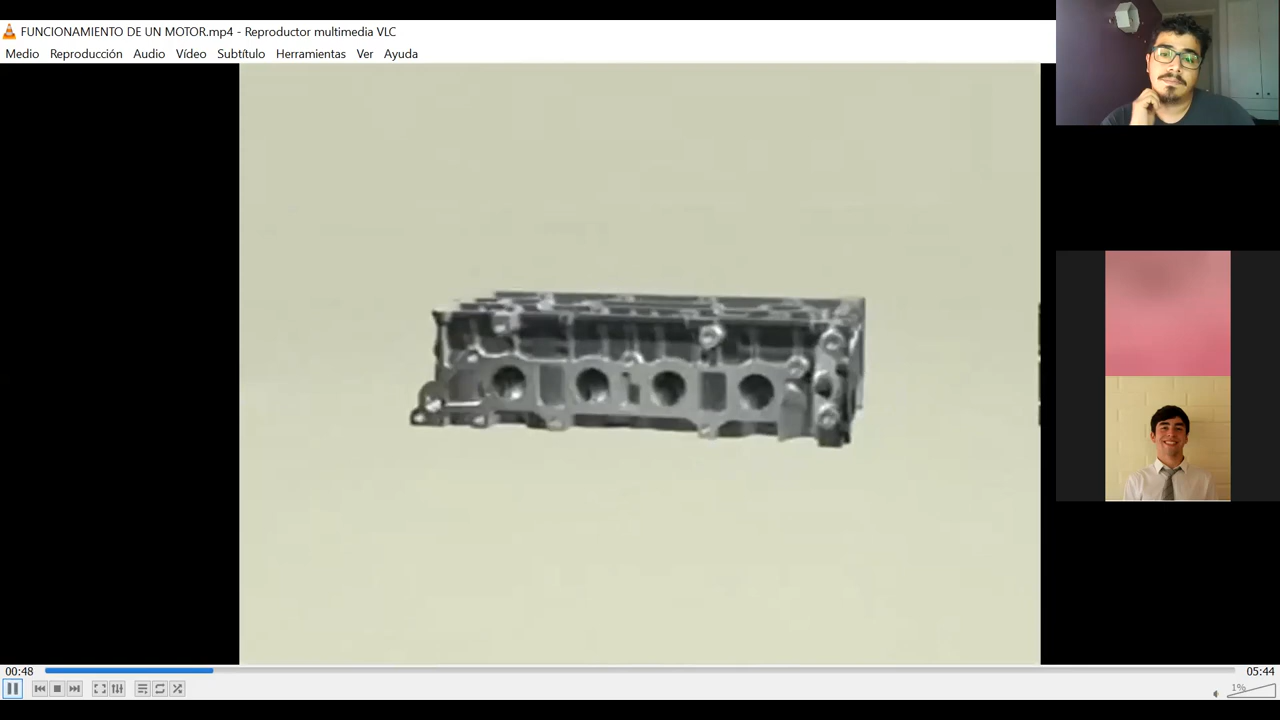 FUNCIONAMIENTO DE UN MOTOR.mp4 - Reproductor multimedia VLC
Medio Reproducción Audio Vídeo Subtítulo Herramientas Ver Ayuda
00:48
05:44
1%